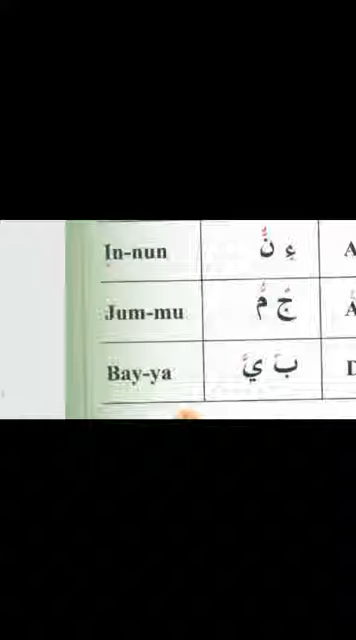 In-nun ءِ نٌّ A
Jum-mu جُ مُّ A
Bay-ya بَ يَّ D